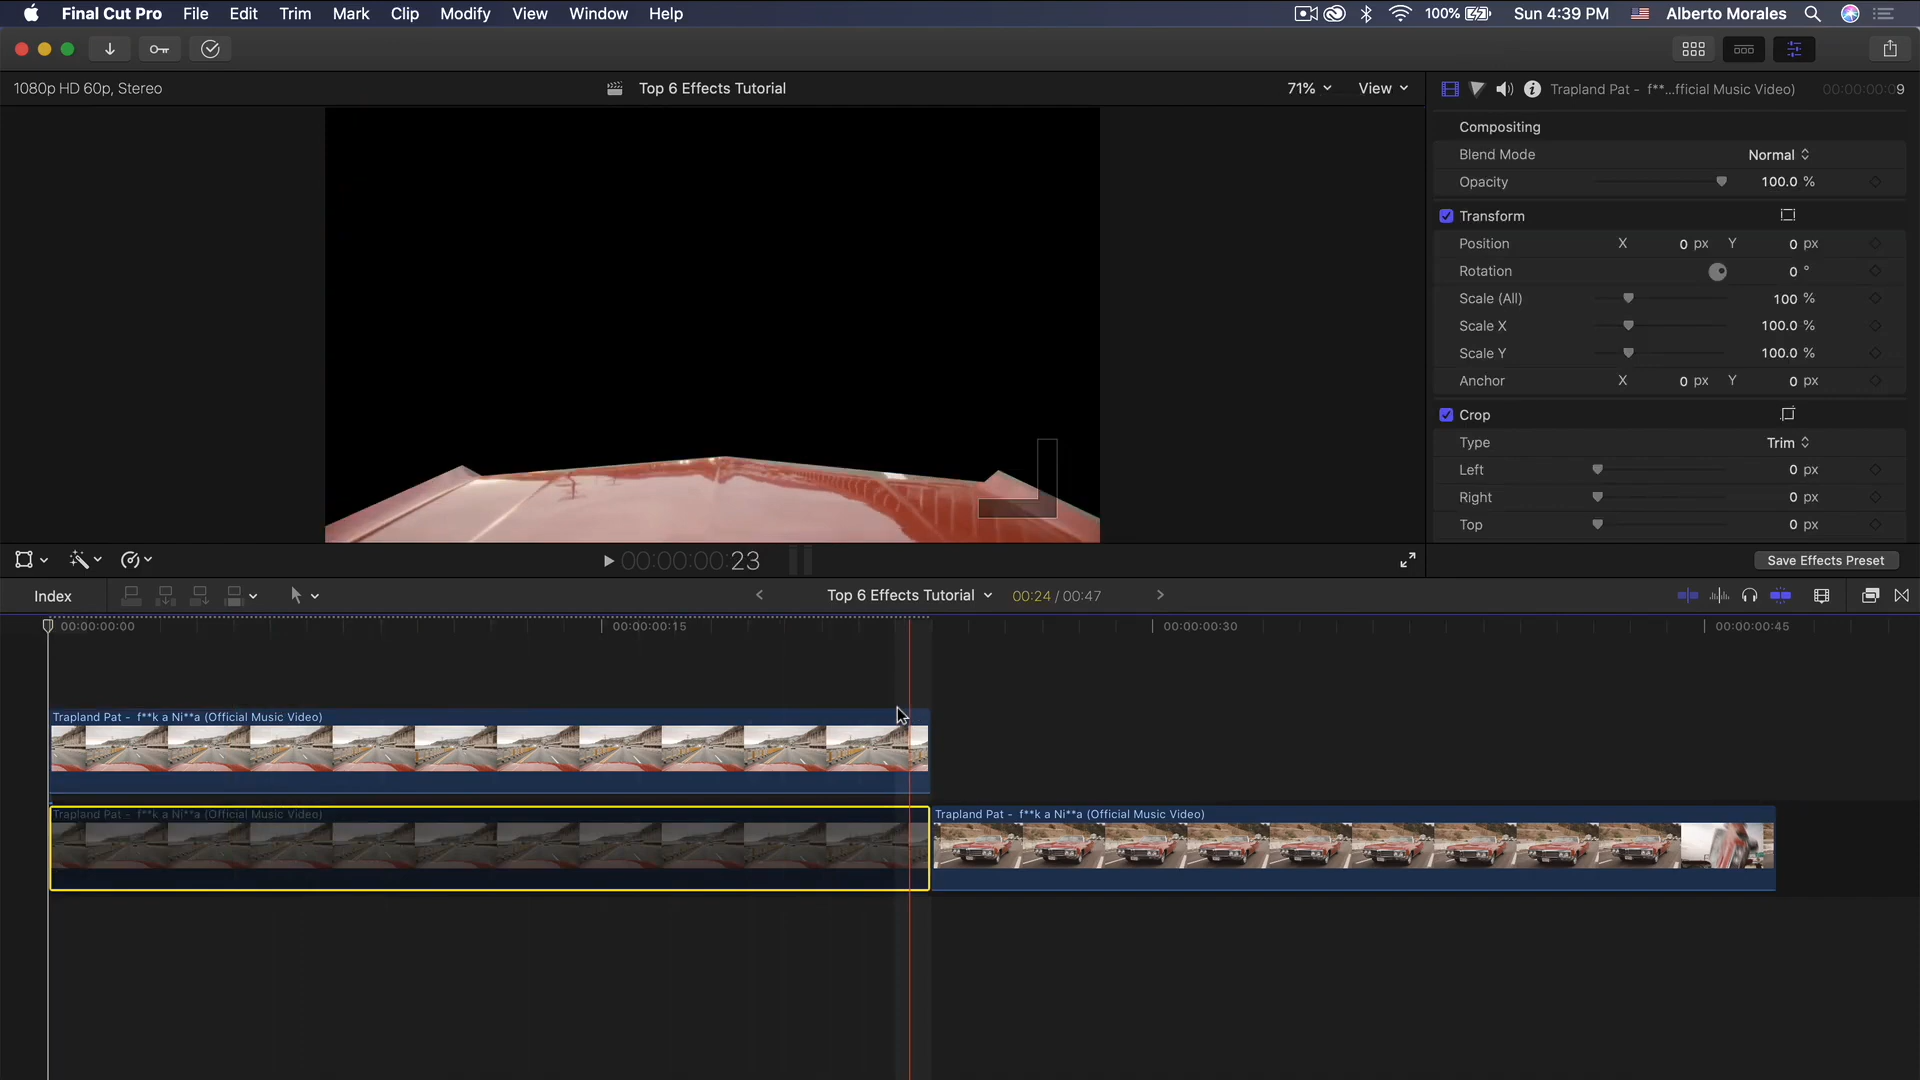 Final Cut Pro File Edit Trim Mark Clip Modify View Window Help 100% Sun 4:39 PM Alberto Morales
1080p HD 60p, Stereo Top 6 Effects Tutorial 71% View Trapland Pat - f**...fficial Music Video) 00:00:00:09
Compositing
Blend Mode Normal
Opacity 100.0 %
Transform
Position X 0 px Y 0 px
Rotation 0 °
Scale (All) 100 %
Scale X 100.0 %
Scale Y 100.0 %
Anchor X 0 px Y 0 px
Crop
Type Trim
Left 0 px
Right 0 px
Top 0 px
00:00:00:23 Save Effects Preset
Index Top 6 Effects Tutorial 00:24 / 00:47
00:00:00:00 00:00:00:15 00:00:00:30 00:00:00:45
Trapland Pat - f**k a Ni**a (Official Music Video)
Trapland Pat - f**k a Ni**a (Official Music Video) Trapland Pat - f**k a Ni**a (Official Music Video)